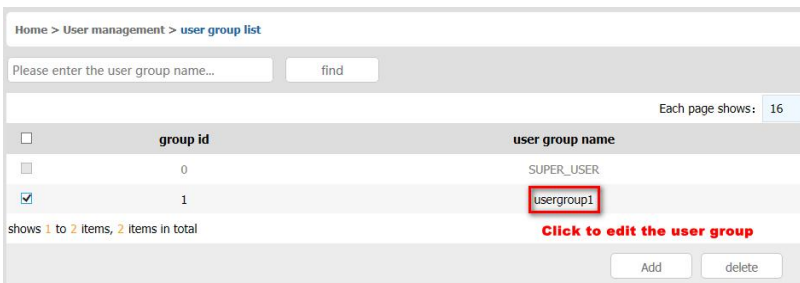 Home > User management > user group list
Please enter the user group name... find
Each page shows: 16
group id user group name
0 SUPER_USER
1 usergroup1
shows 1 to 2 items, 2 items in total
Click to edit the user group
Add delete